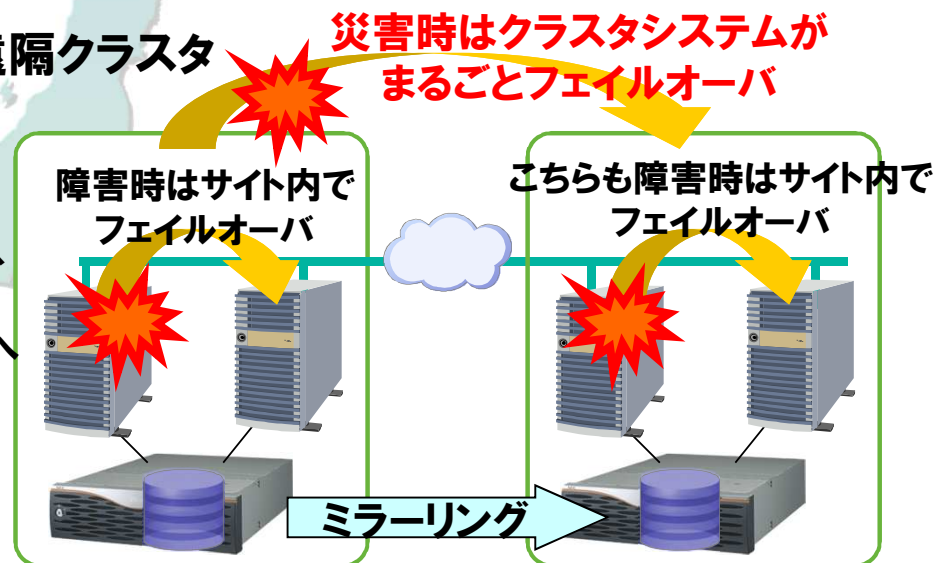 隔クラスタ
災害時はクラスタシステムが
まるごとフェイルオーバ
障害時はサイト内で
フェイルオーバ
こちらも障害時はサイト内で
フェイルオーバ
ミラーリング